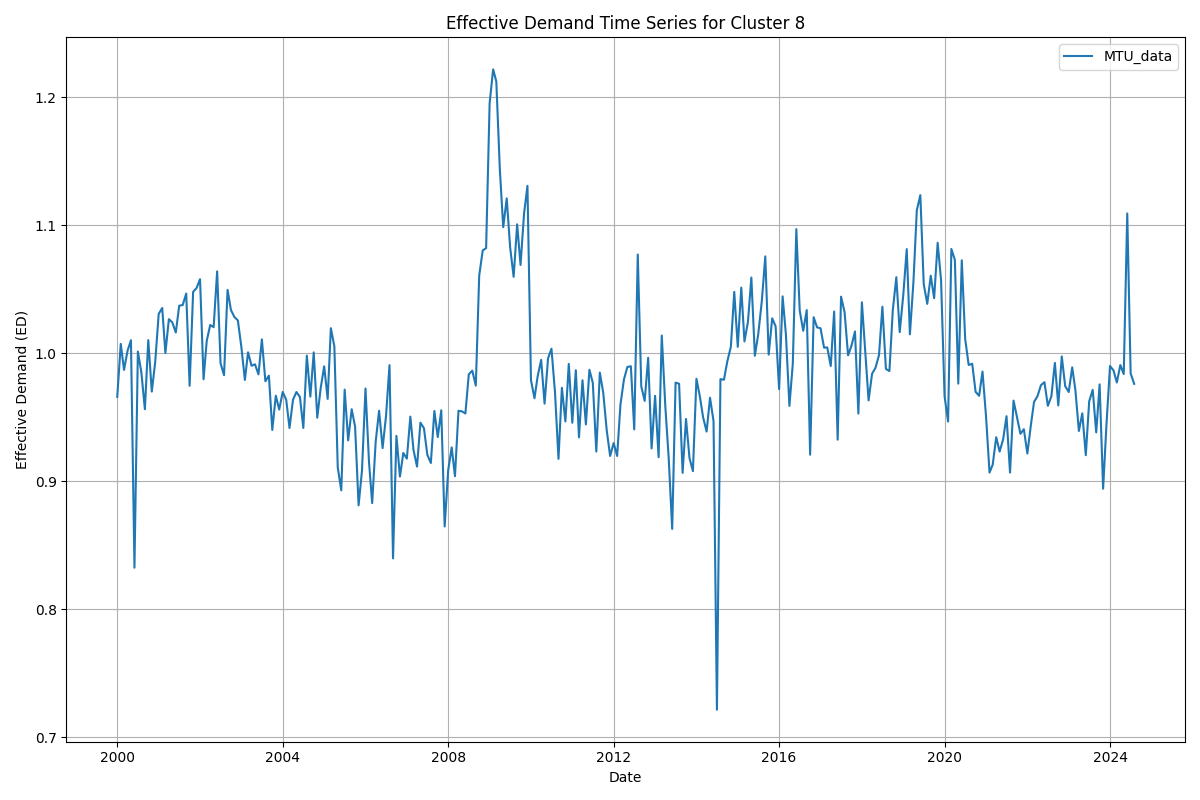 Effective Demand Time Series for Cluster 8
MTU_data
Effective Demand (ED)
1.2
1.1
1.0
0.9
0.8
0.7
2000 2004 2008 2012 2016 2020 2024
Date